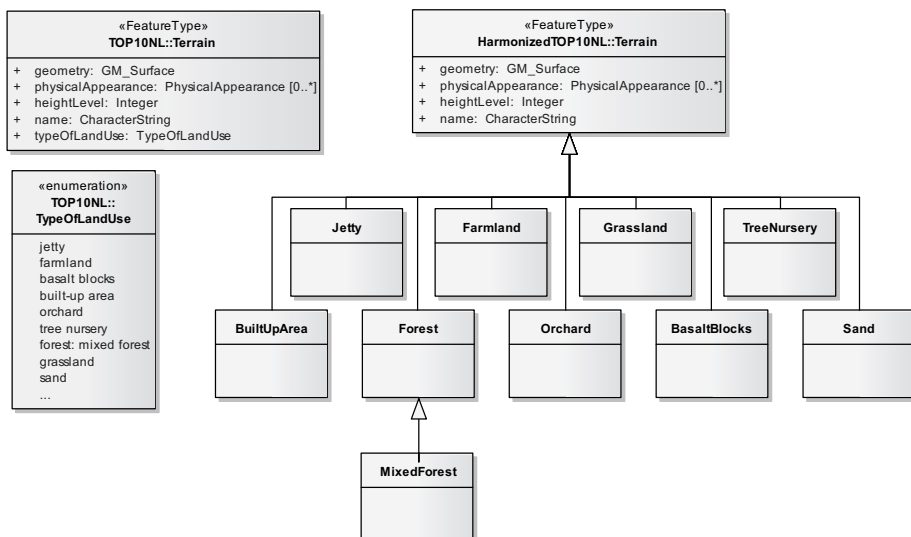 «FeatureType»
TOP10NL::Terrain
+ geometry: GM_Surface
+ physicalAppearance: PhysicalAppearance [0..*]
+ heightLevel: Integer
+ name: CharacterString
+ typeOfLandUse: TypeOfLandUse
«FeatureType»
HarmonizedTOP10NL::Terrain
+ geometry: GM_Surface
+ physicalAppearance: PhysicalAppearance [0..*]
+ heightLevel: Integer
+ name: CharacterString
«enumeration»
TOP10NL::
TypeOfLandUse
jetty
farmland
basalt blocks
built-up area
orchard
tree nursery
forest: mixed forest
grassland
sand
...
Jetty
Farmland
Grassland
TreeNursery
BuiltUpArea
Forest
Orchard
BasaltBlocks
Sand
MixedForest